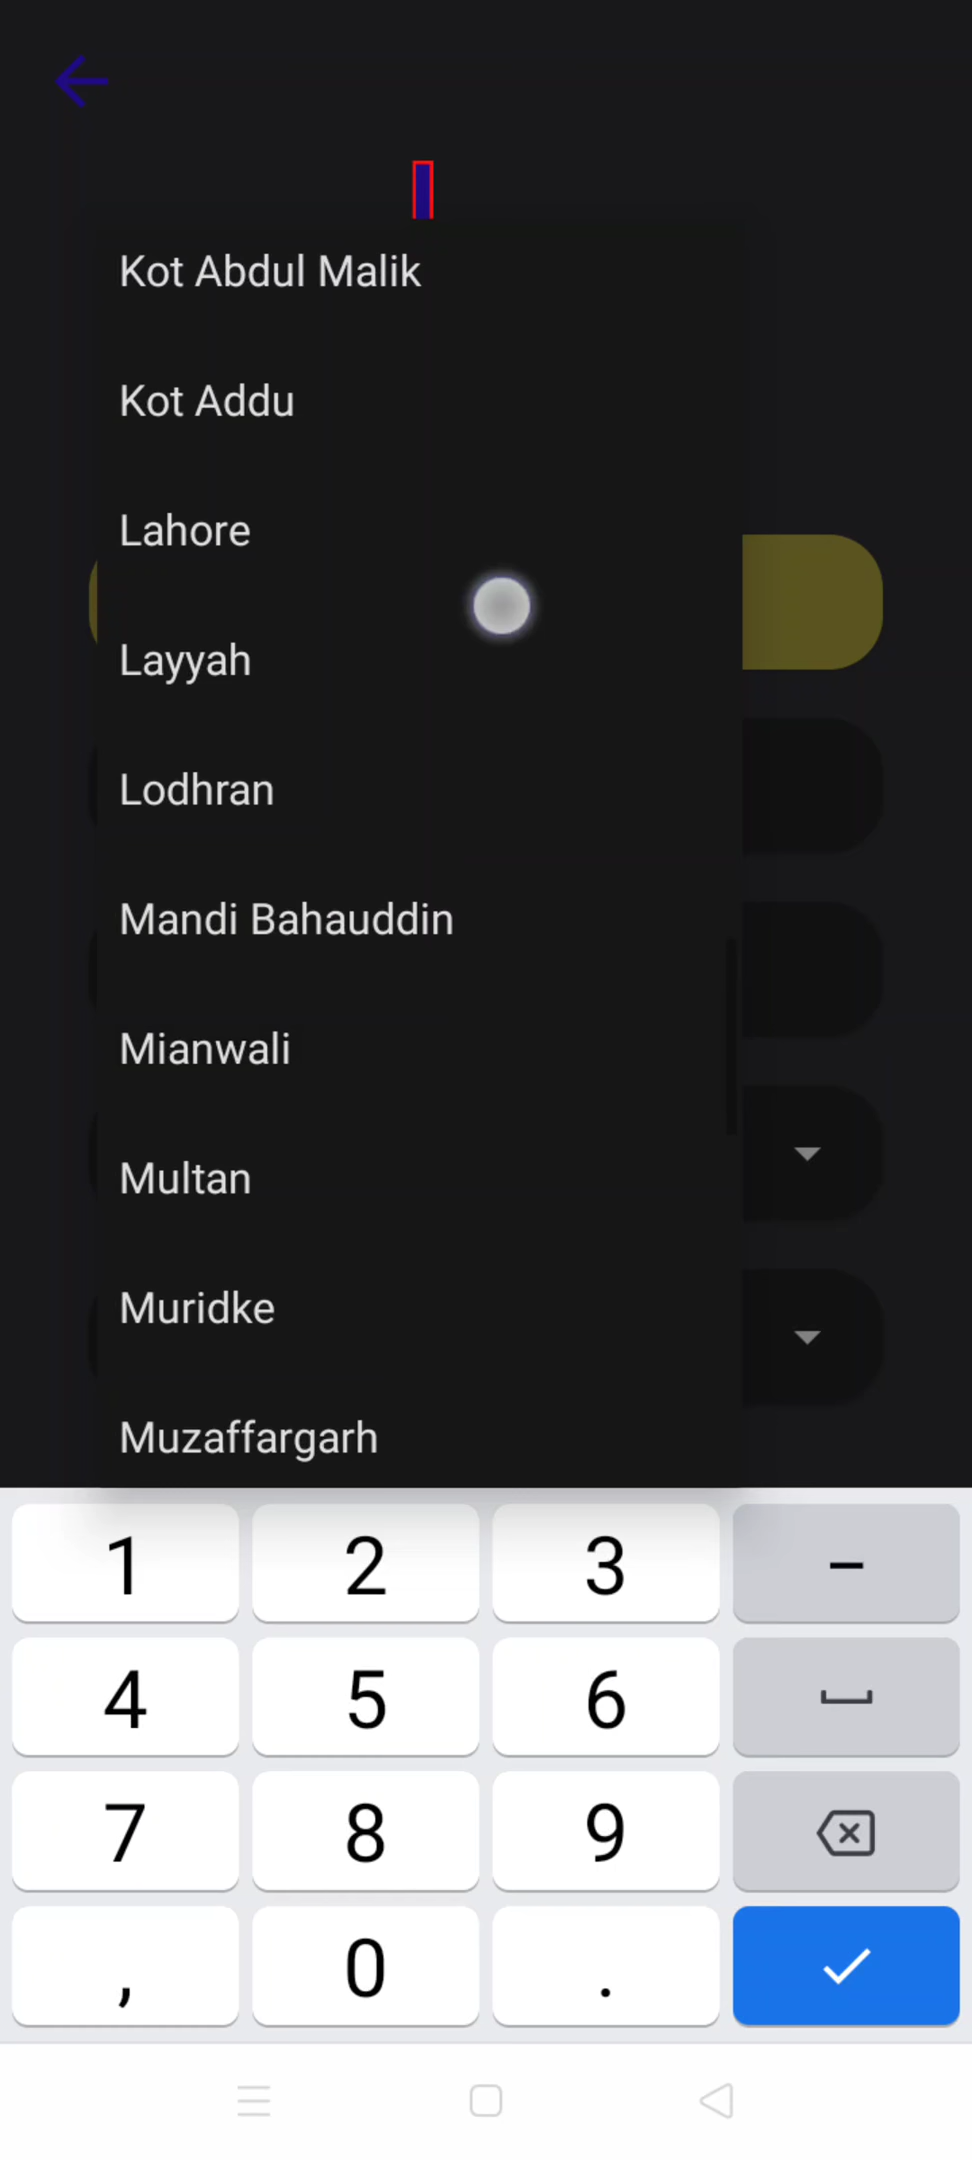 Kot Abdul Malik
Kot Addu
Lahore
Layyah
Lodhran
Mandi Bahauddin
Mianwali
Multan
Muridke
Muzaffargarh
1 2 3 –
4 5 6
7 8 9
, 0 .